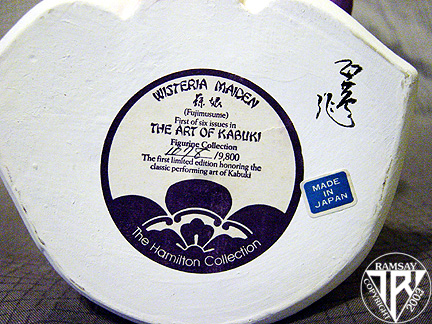 WISTERIA MAIDEN
藤娘
(Fujimusume)
First of six issues in
THE ART OF KABUKI
Figurine Collection
/9,800
The first limited edition honoring the
classic performing art of Kabuki
The Hamilton Collection
MADE
IN
JAPAN
RAMSAY
COPYRIGHT
2003